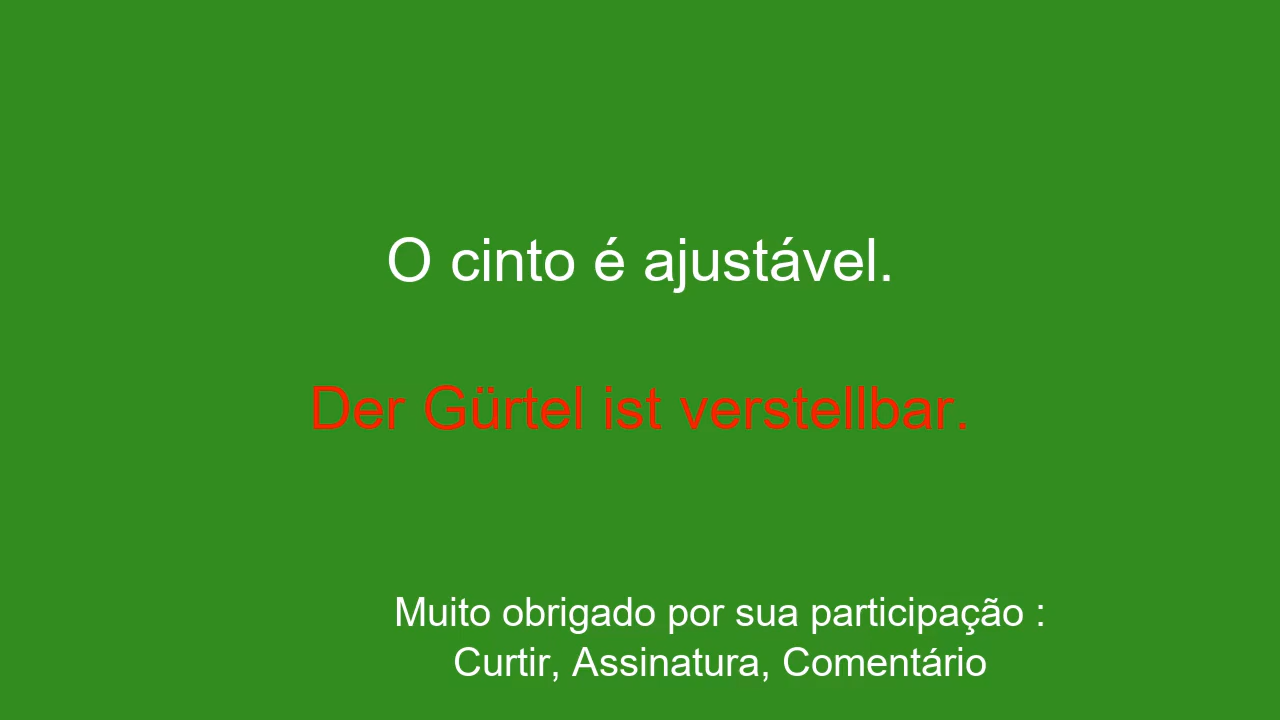 O cinto é ajustável.
Der Gürtel ist verstellbar.
Muito obrigado por sua participação :
Curtir, Assinatura, Comentário